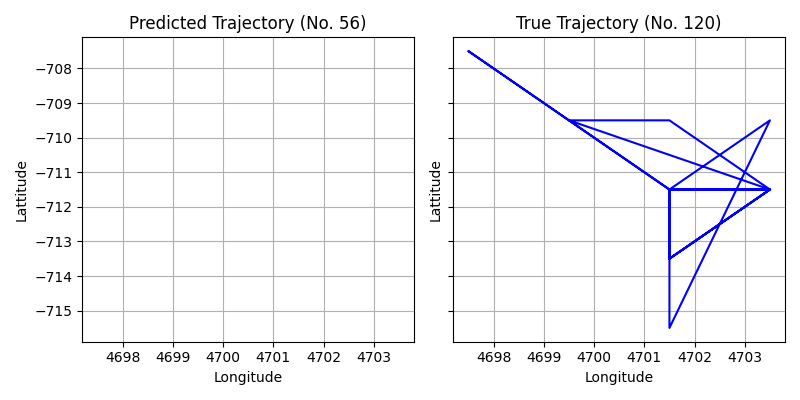 Predicted Trajectory (No. 56)
True Trajectory (No. 120)
Lattitude
−708
−709
−710
−711
−712
−713
−714
−715
4698 4699 4700 4701 4702 4703
Longitude
Lattitude
4698 4699 4700 4701 4702 4703
Longitude